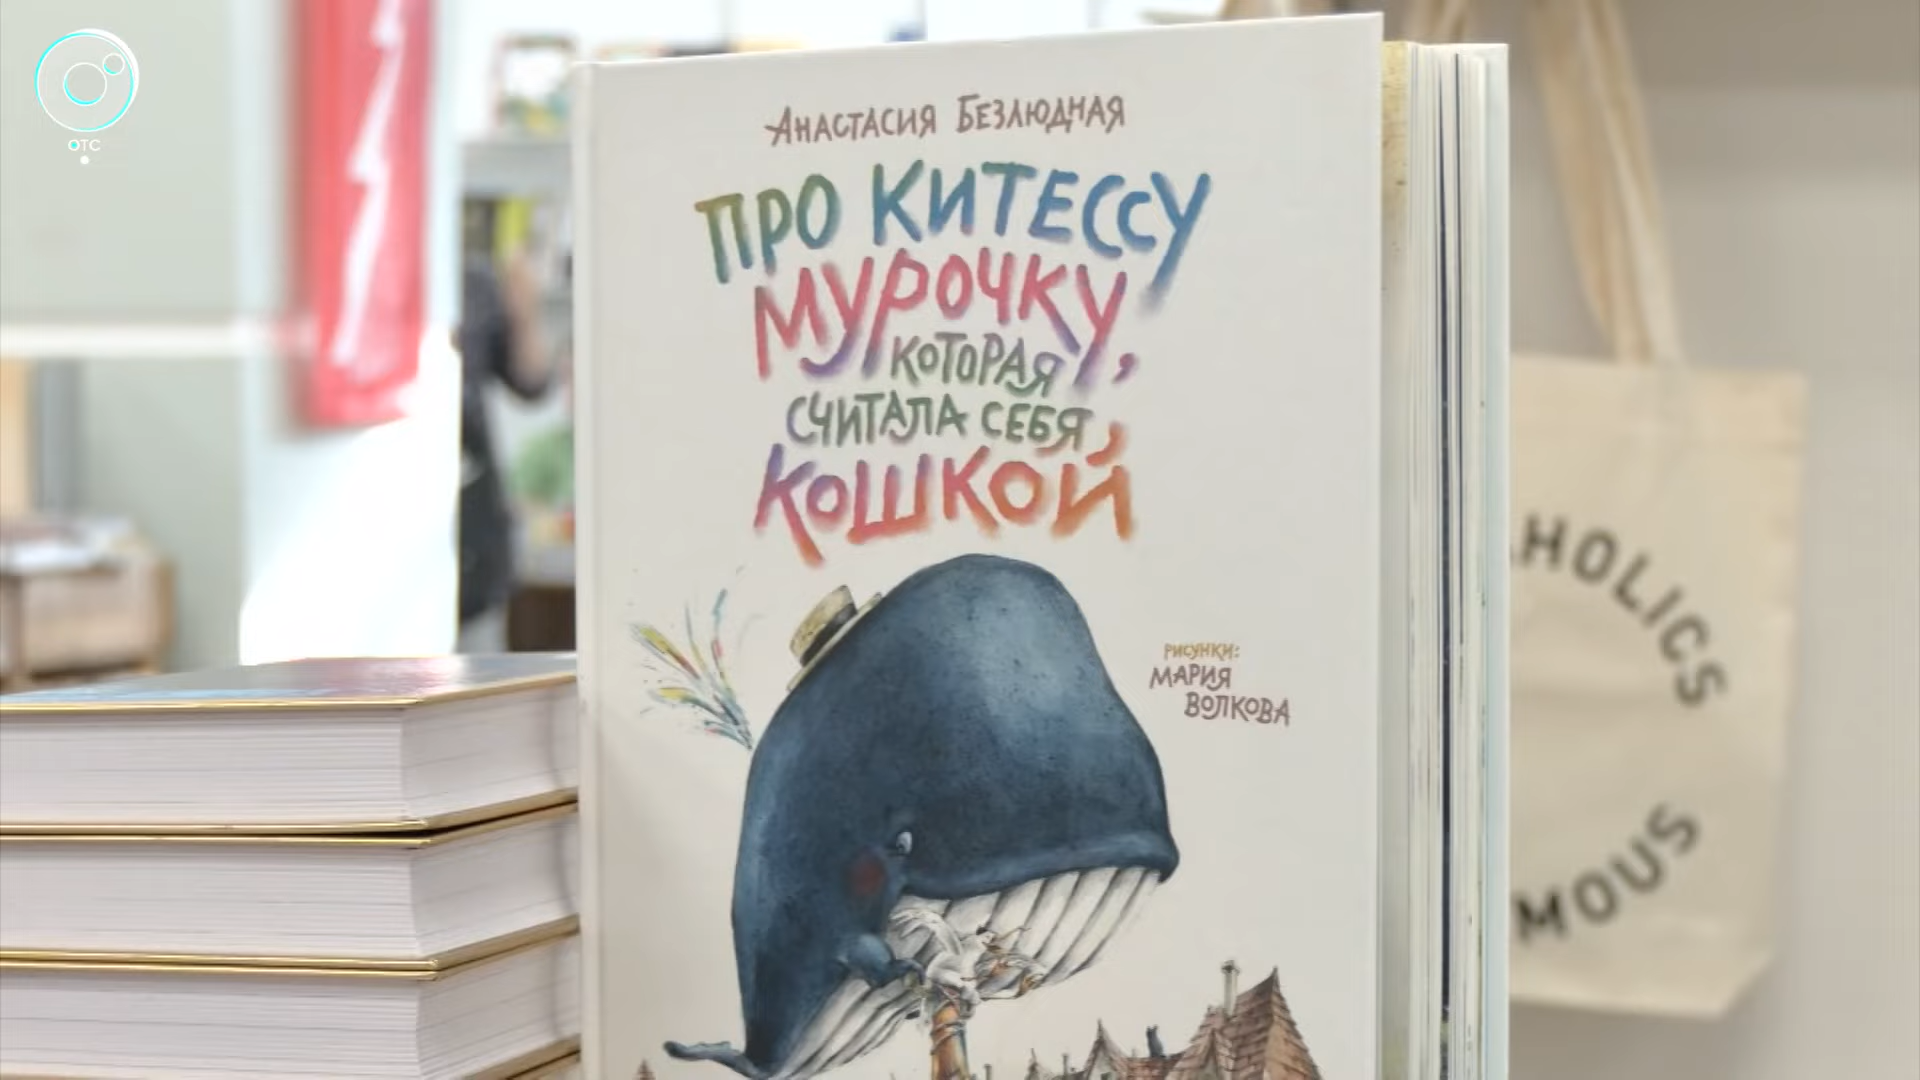 ОТС
Анастасия Безлюдная
Про Китессу
Мурочку,
которая
считала себя
кошкой
рисунки:
Мария
Волкова
HOLICS
MOUS